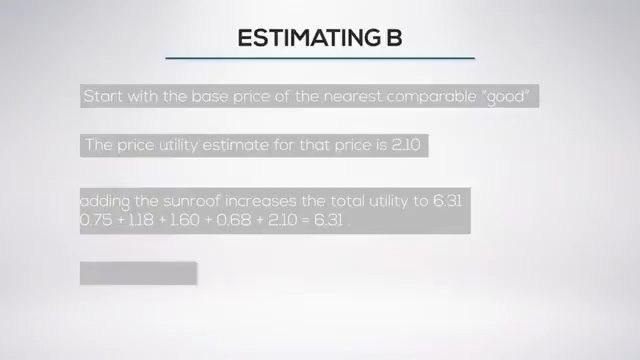 ESTIMATING B
Start with the base price of the nearest comparable "good"
The price utility estimate for that price is 2.10
adding the sunroof increases the total utility to 6.31
0.75 + 1.18 + 1.60 + 0.68 + 2.10 = 6.31 .